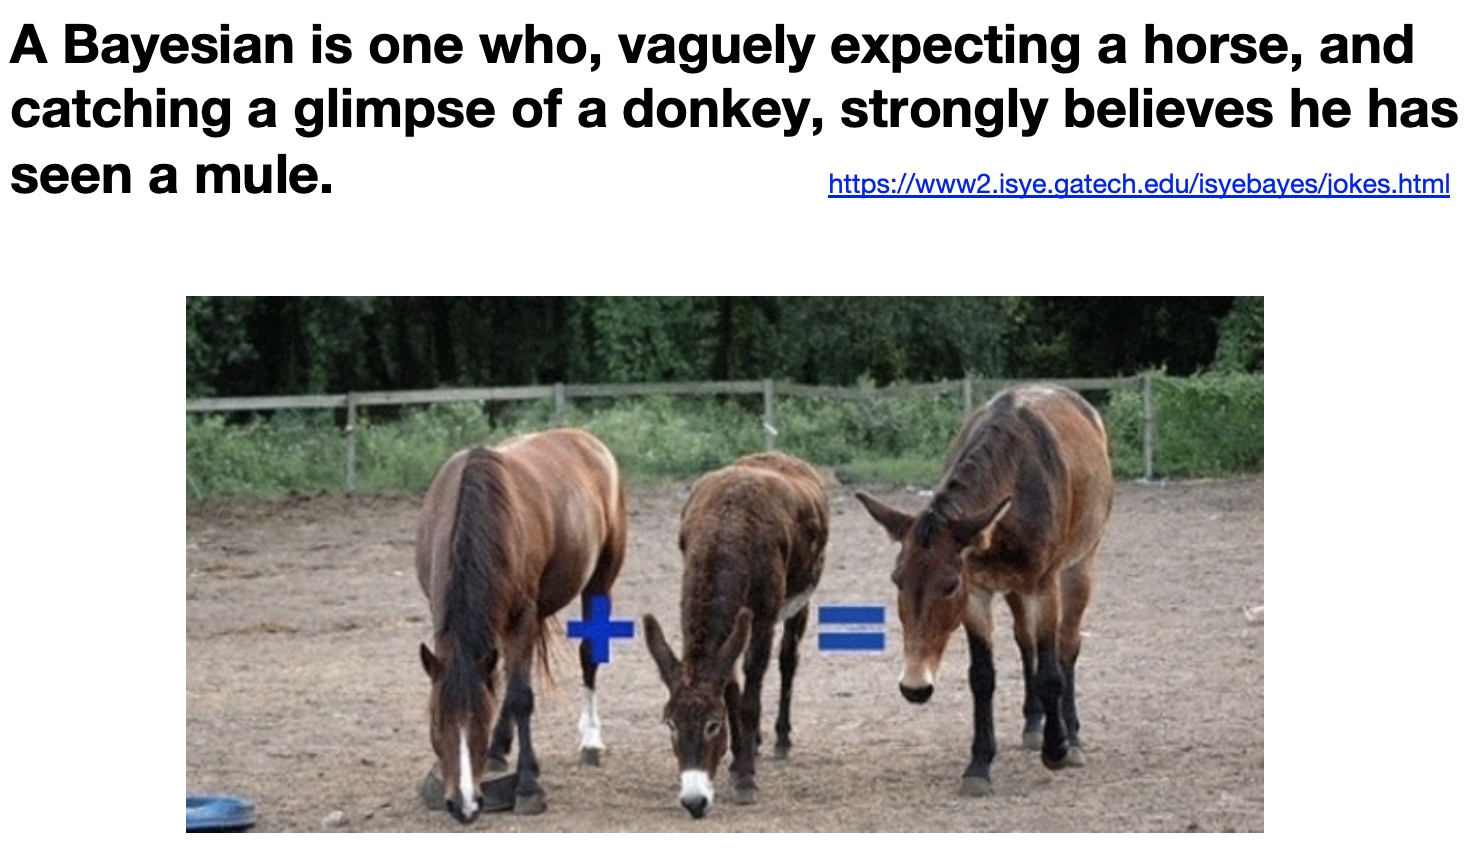 A Bayesian is one who, vaguely expecting a horse, and
catching a glimpse of a donkey, strongly believes he has
seen a mule.
https://www2.isye.gatech.edu/isyebayes/jokes.html
+ =